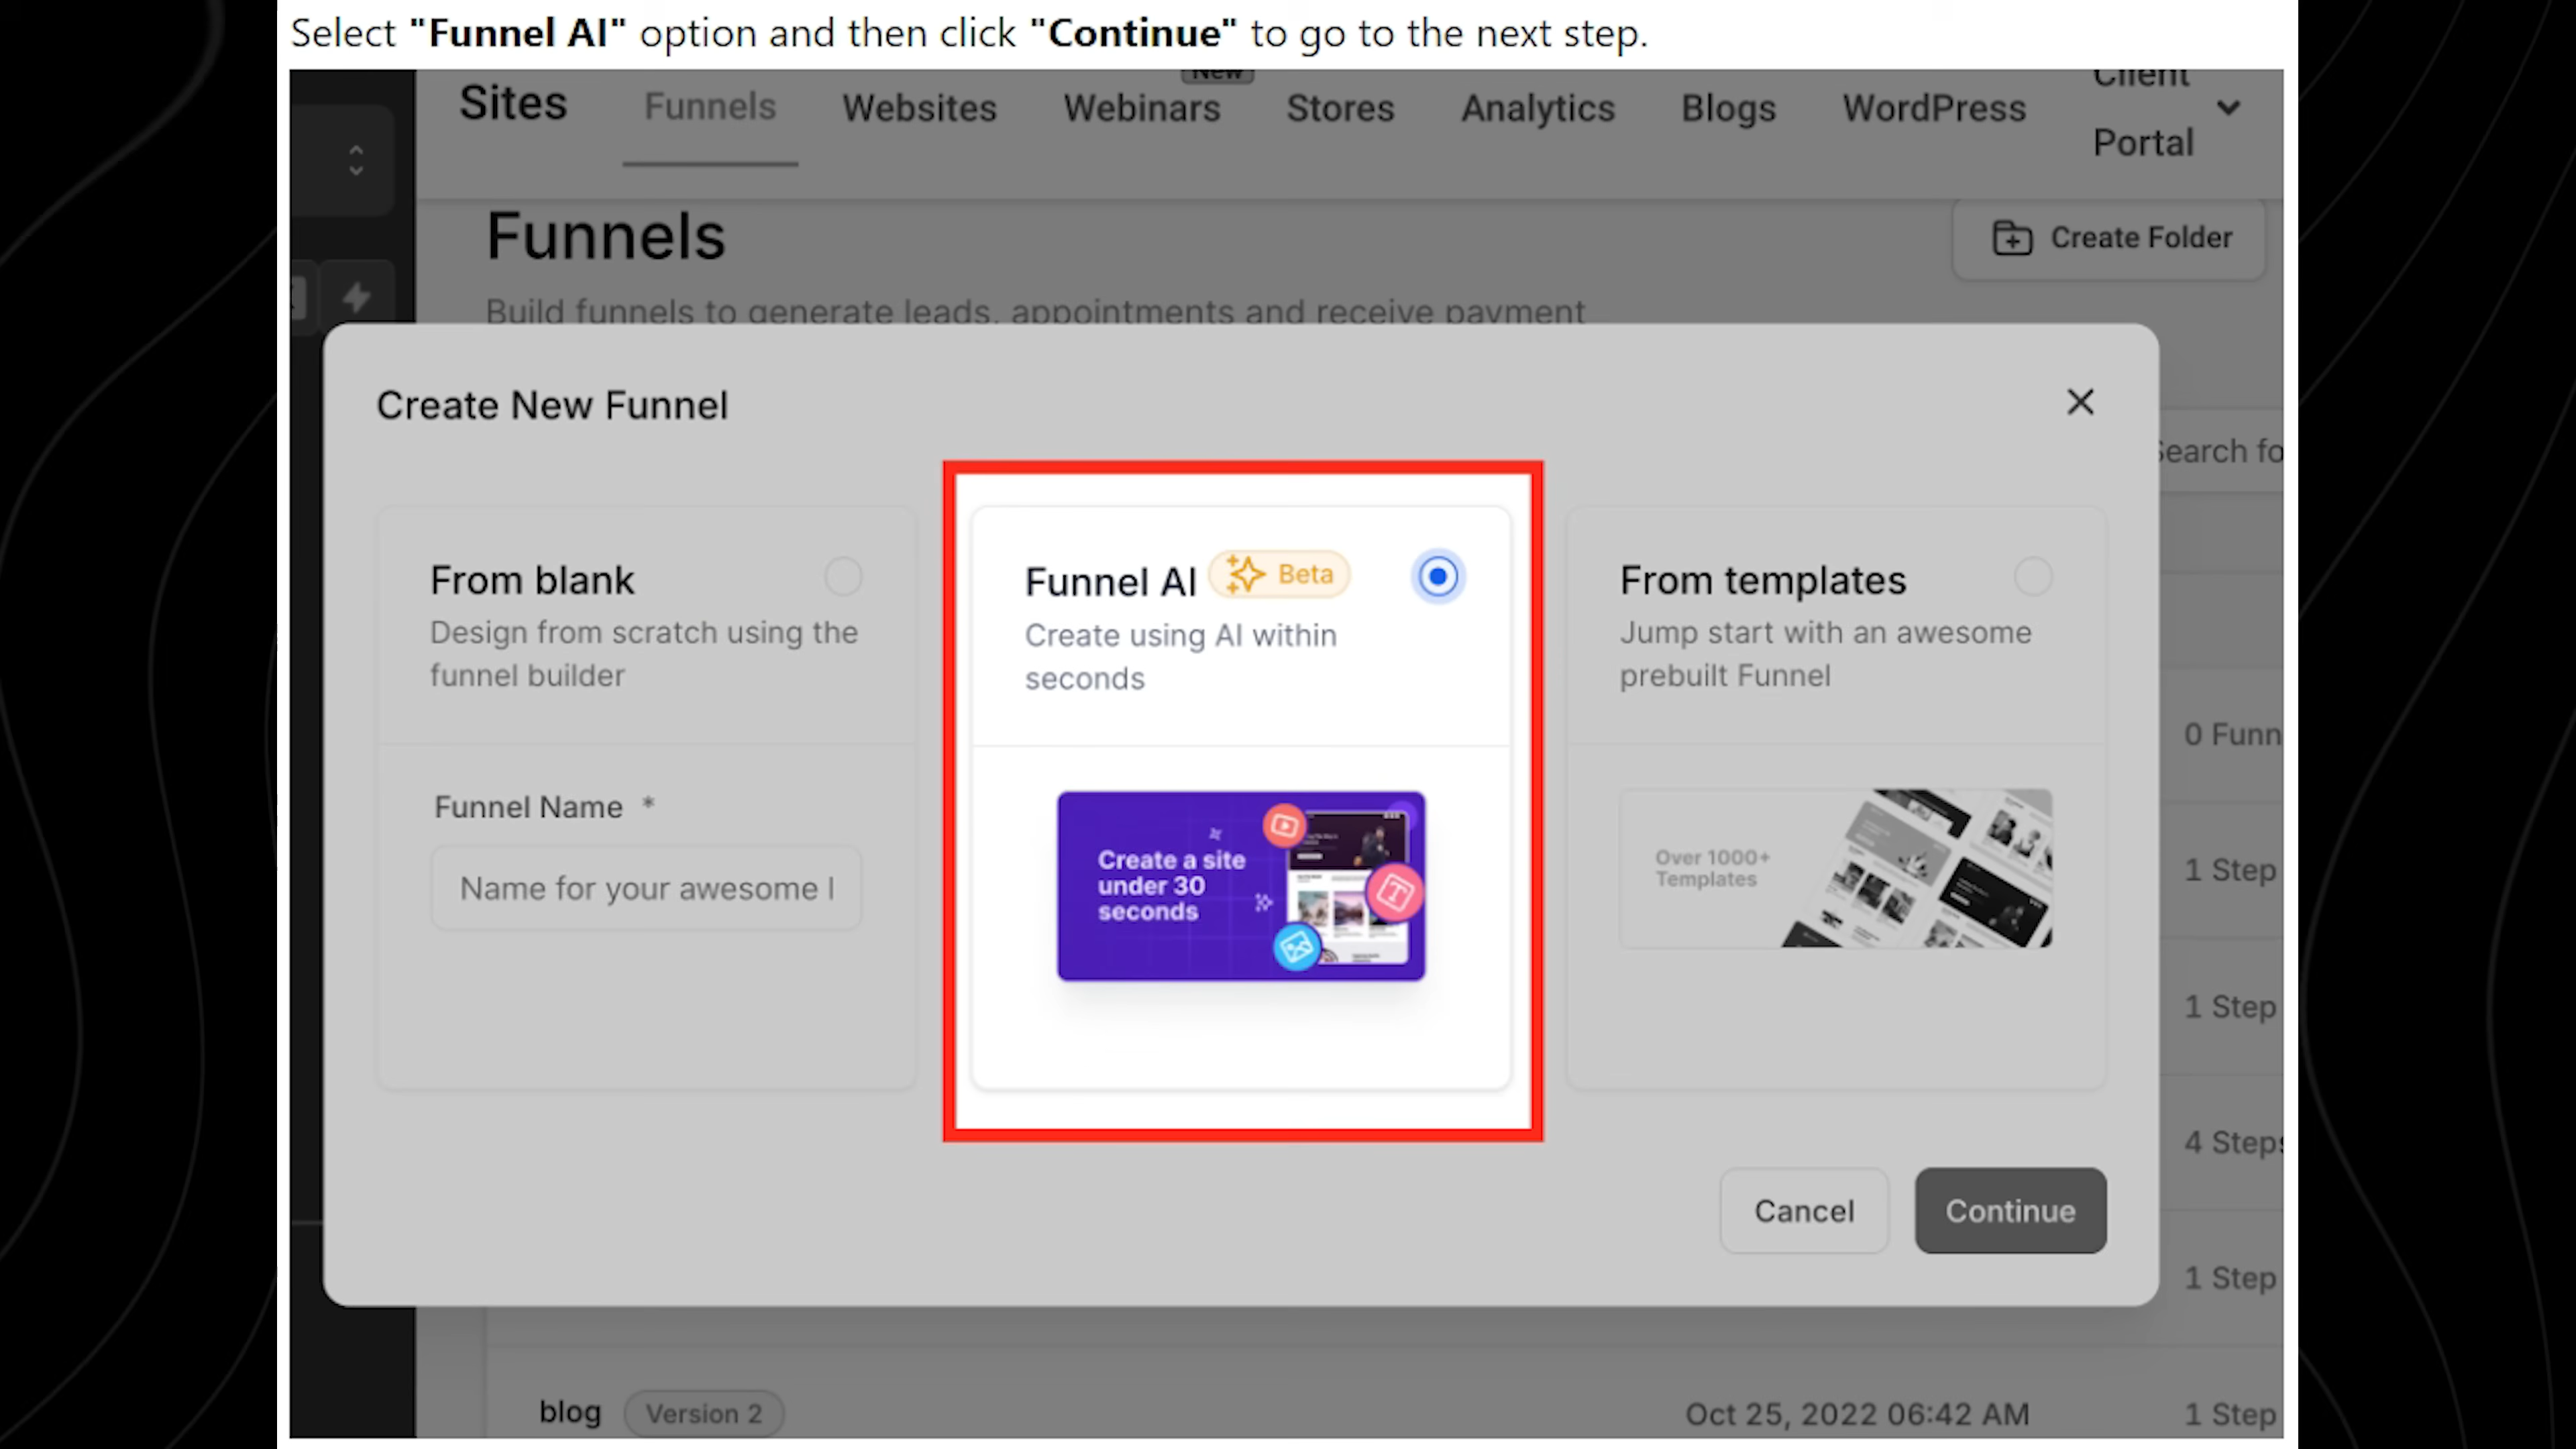 Select "Funnel AI" option and then click "Continue" to go to the next step.
New
Sites Funnels Websites Webinars Stores Analytics Blogs WordPress Client
Portal
Funnels
Create Folder
Build funnels to generate leads, appointments and receive payment
Create New Funnel
Search fo
From blank
Design from scratch using the
funnel builder
Funnel Name *
Name for your awesome
Funnel AI Beta
Create using AI within
seconds
Create a site
under 30
seconds
From templates
Jump start with an awesome
prebuilt Funnel
Over 1000+
Templates
0 Funn
1 Step
1 Step
4 Steps
1 Step
Cancel Continue
blog Version 2 Oct 25, 2022 06:42 AM 1 Step